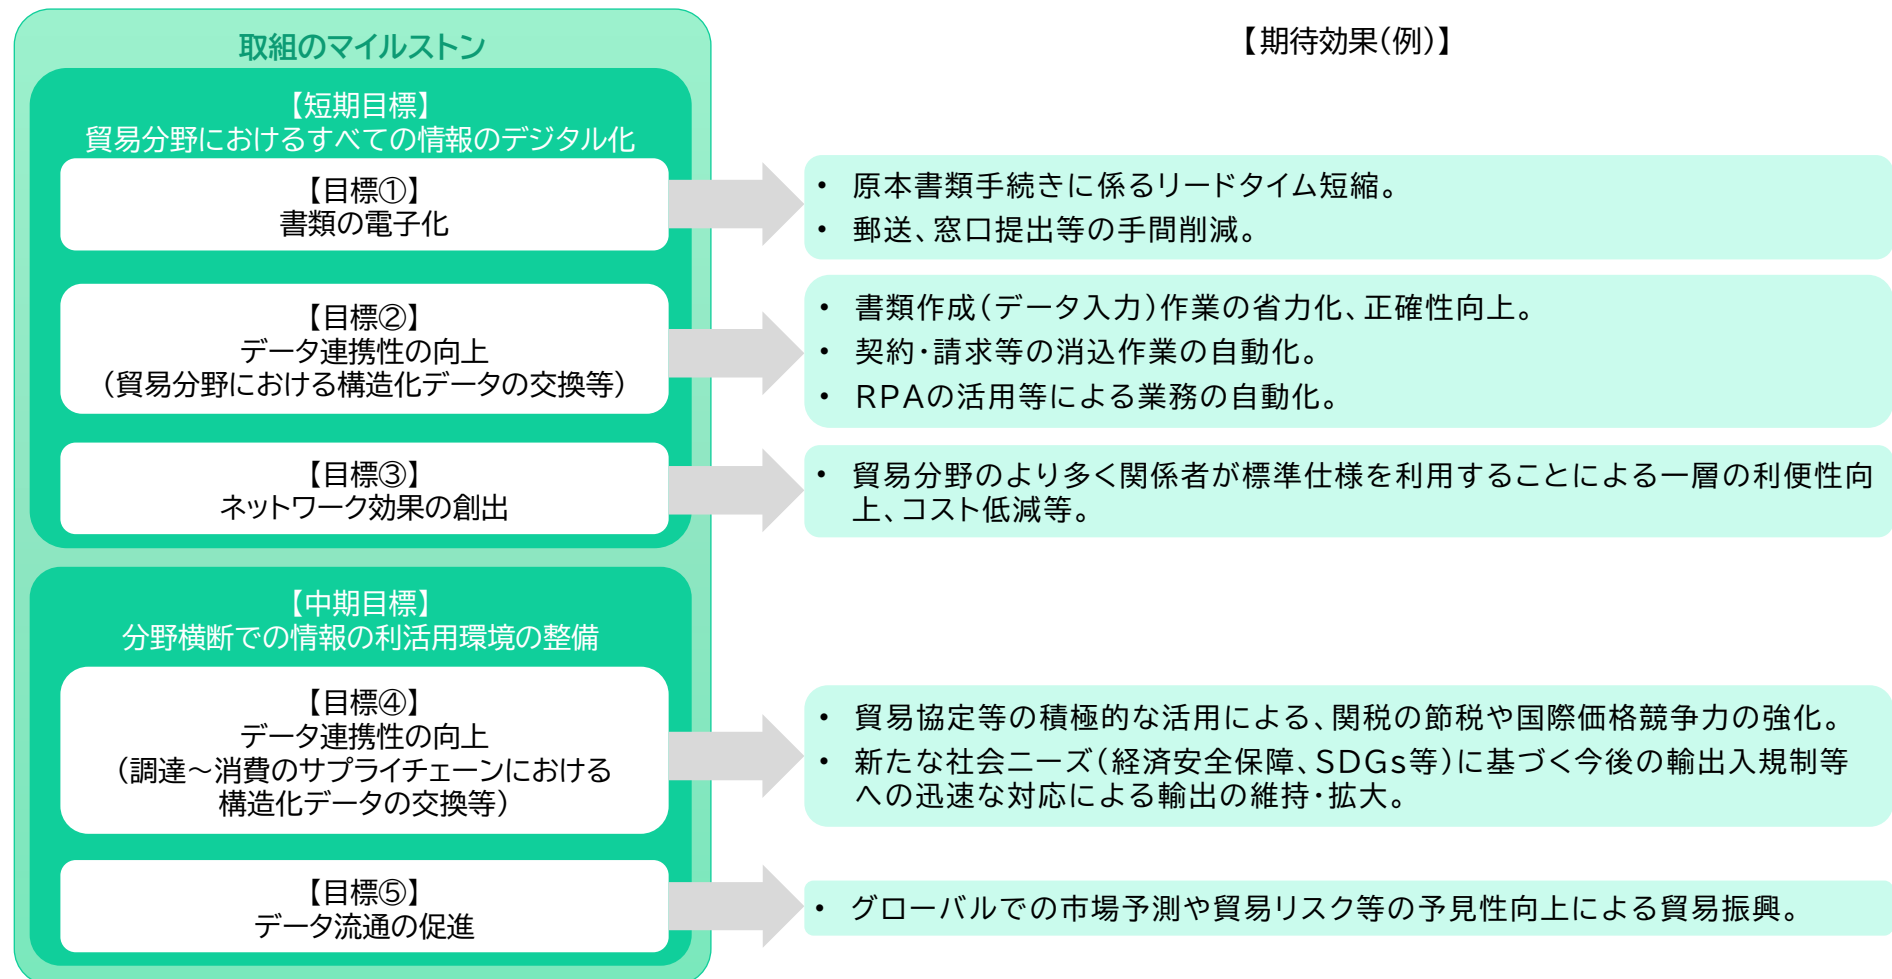 取組のマイルストン
【期待効果(例)】
【短期目標】
貿易分野におけるすべての情報のデジタル化
【目標①】
書類の電子化
• 原本書類手続きに係るリードタイム短縮。
• 郵送、窓口提出等の手間削減。
【目標②】
データ連携性の向上
(貿易分野における構造化データの交換等)
• 書類作成(データ入力)作業の省力化、正確性向上。
• 契約・請求等の消込作業の自動化。
• RPAの活用等による業務の自動化。
【目標③】
ネットワーク効果の創出
• 貿易分野のより多く関係者が標準仕様を利用することによる一層の利便性向
上、コスト低減等。
【中期目標】
分野横断での情報の利活用環境の整備
【目標④】
データ連携性の向上
(調達～消費のサプライチェーンにおける
構造化データの交換等)
• 貿易協定等の積極的な活用による、関税の節税や国際価格競争力の強化。
• 新たな社会ニーズ(経済安全保障、SDGs等)に基づく今後の輸出入規制等
への迅速な対応による輸出の維持・拡大。
【目標⑤】
データ流通の促進
• グローバルでの市場予測や貿易リスク等の予見性向上による貿易振興。